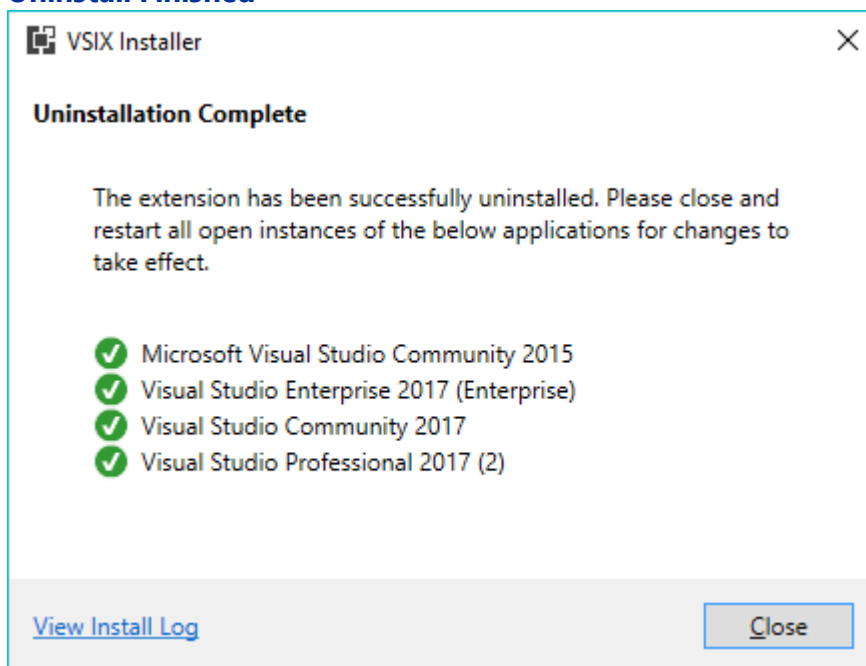 Uninstall Finished
VSIX Installer
Uninstallation Complete
The extension has been successfully uninstalled. Please close and
restart all open instances of the below applications for changes to
take effect.
Microsoft Visual Studio Community 2015
Visual Studio Enterprise 2017 (Enterprise)
Visual Studio Community 2017
Visual Studio Professional 2017 (2)
View Install Log
Close